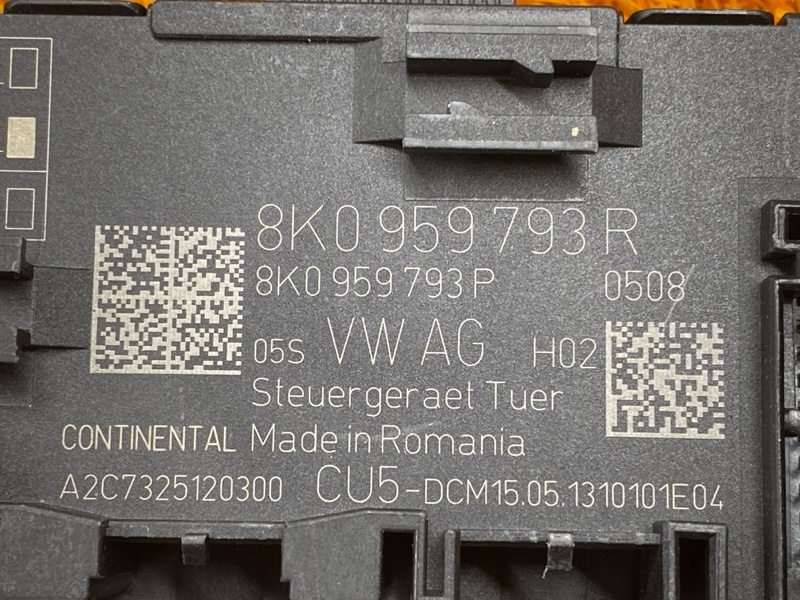 8K0 959 793 R
8K0 959 793 P 0508
05S VW AG H02
Steuergeraet Tuer
CONTINENTAL Made in Romania
A2C7325120300 CU5-DCM15.05.1310101E04